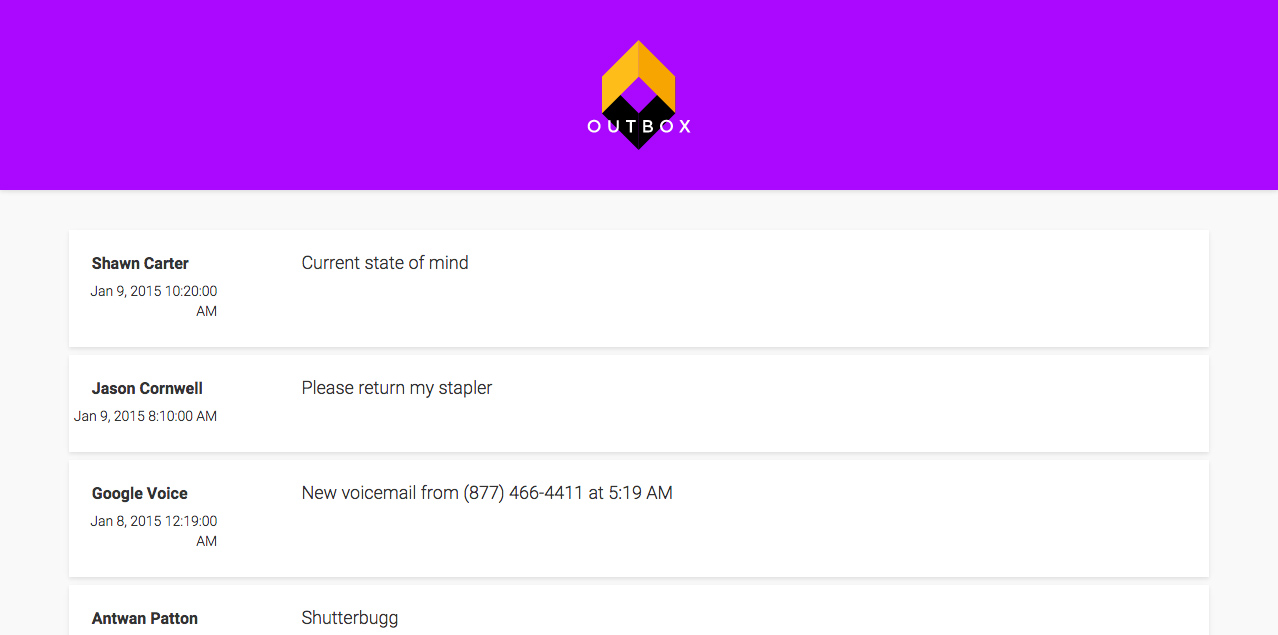 OUTBOX
Shawn Carter
Current state of mind
Jan 9, 2015 10:20:00
AM
Jason Cornwell
Please return my stapler
Jan 9, 2015 8:10:00 AM
Google Voice
New voicemail from (877) 466-4411 at 5:19 AM
Jan 8, 2015 12:19:00
AM
Antwan Patton
Shutterbugg